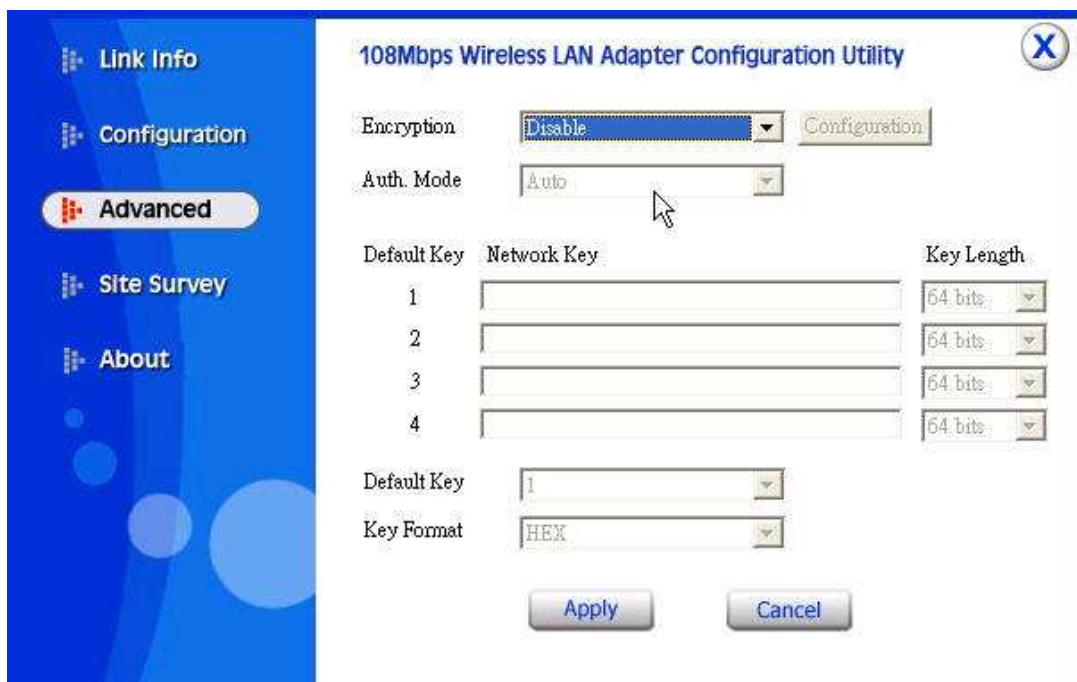 Link Info
Configuration
Advanced
Site Survey
About
108Mbps Wireless LAN Adapter Configuration Utility
X
Encryption Disable Configuration
Auth. Mode Auto
Default Key Network Key Key Length
1 64 bits
2 64 bits
3 64 bits
4 64 bits
Default Key 1
Key Format HEX
Apply Cancel